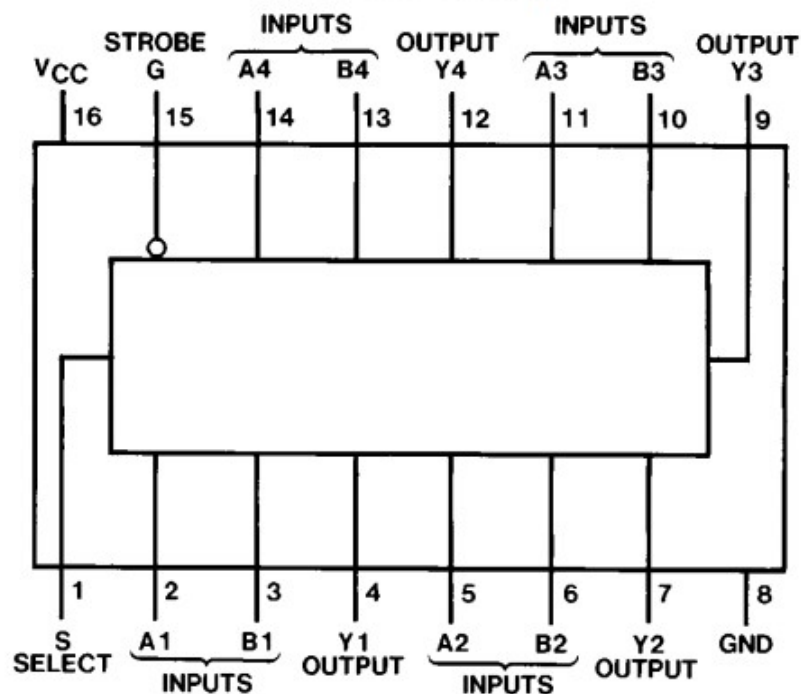 INPUTS INPUTS
STROBE OUTPUT OUTPUT
VCC G A4 B4 Y4 A3 B3 Y3
16 15 14 13 12 11 10 9
1 2 3 4 5 6 7 8
S A1 B1 Y1 A2 B2 Y2 GND
SELECT OUTPUT OUTPUT
INPUTS INPUTS